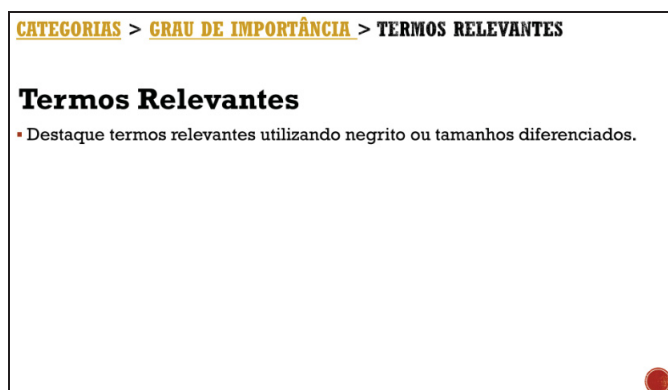 CATEGORIAS > GRAU DE IMPORTÂNCIA > TERMOS RELEVANTES
Termos Relevantes
▪ Destaque termos relevantes utilizando negrito ou tamanhos diferenciados.